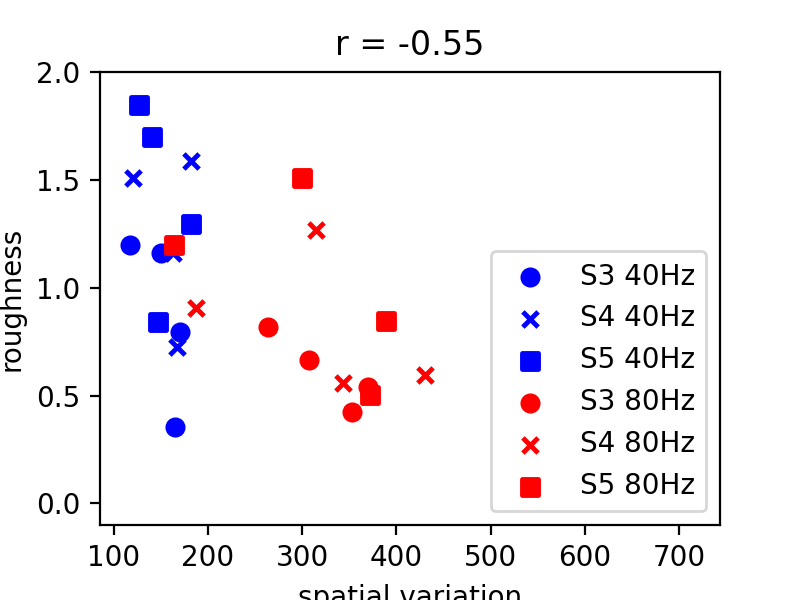 r = -0.55
2.0
1.5
1.0
0.5
0.0
roughness
S3 40Hz
S4 40Hz
S5 40Hz
S3 80Hz
S4 80Hz
S5 80Hz
100 200 300 400 500 600 700
spatial variation